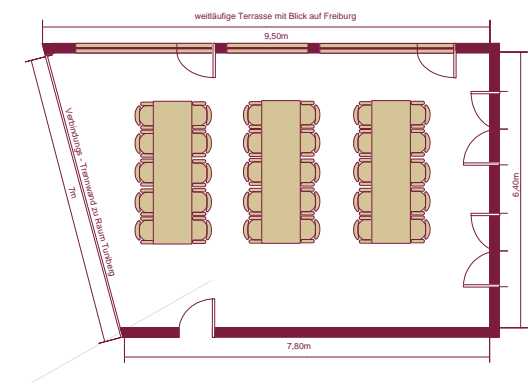 weitläufige Terrasse mit Blick auf Freiburg
9,50m
Verbindungs - Trennwand zu Raum Tuniberg
7m
6,40m
7,80m